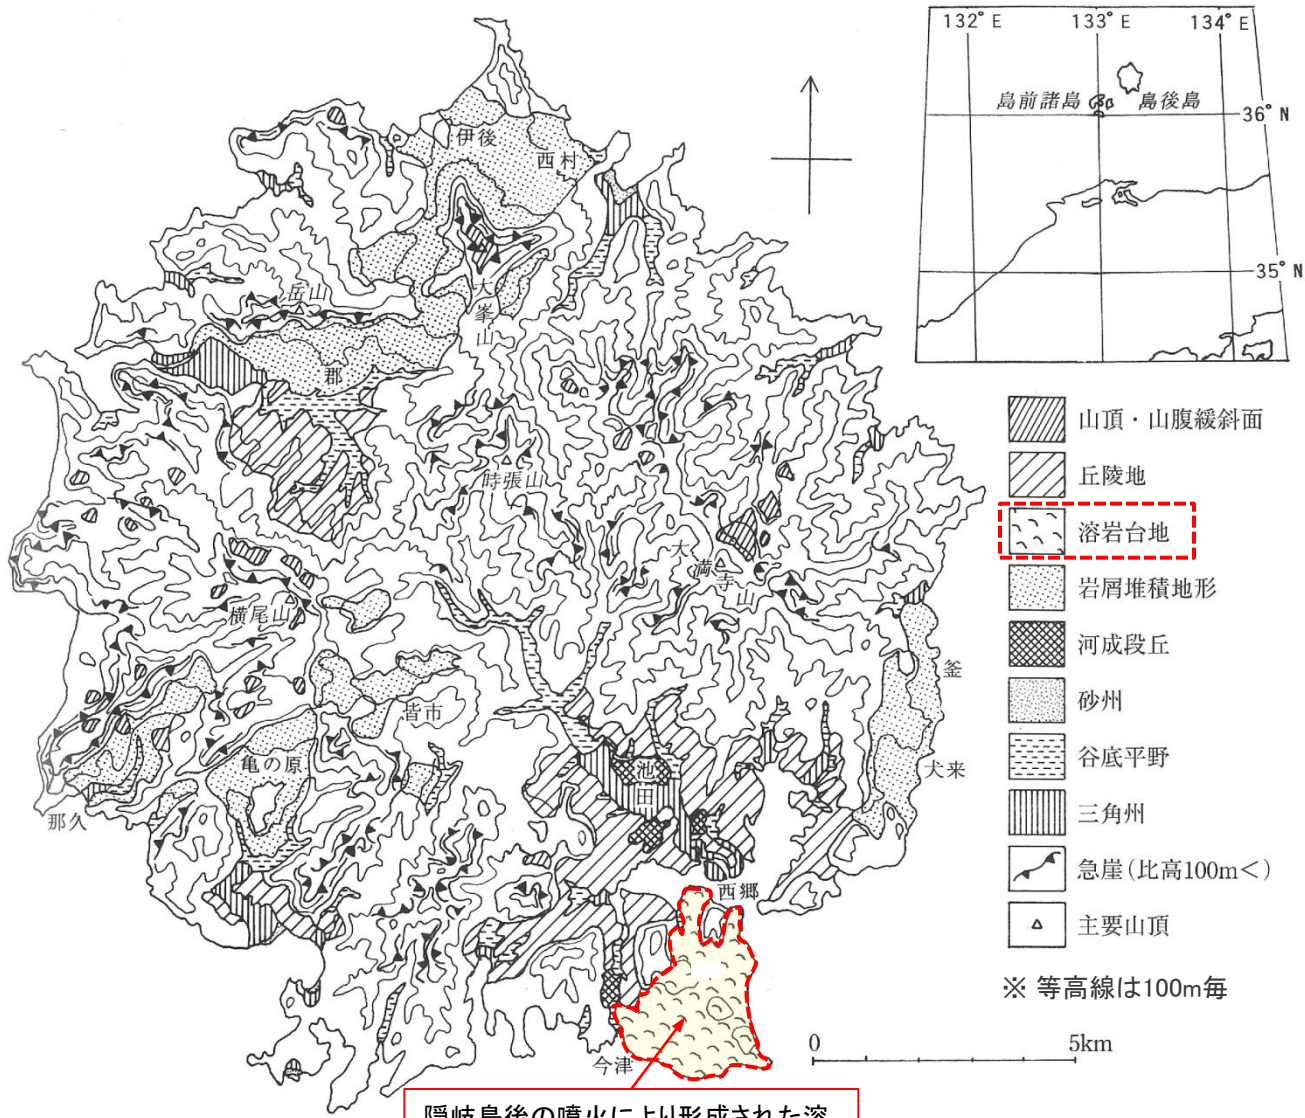 132°E
133°E
134°E
島前諸島
島後島
36°N
35°N
伊後
西村
大峯山
岳山
郡
時張山
大満寺山
横尾山
皆市
亀の原
那久
池田
釜
犬来
西郷
今津
山頂・山腹緩斜面
丘陵地
溶岩台地
岩屑堆積地形
河成段丘
砂州
谷底平野
三角州
急崖(比高100m<)
主要山頂
※ 等高線は100m毎
0
5km
隠岐島後の噴火により形成された溶